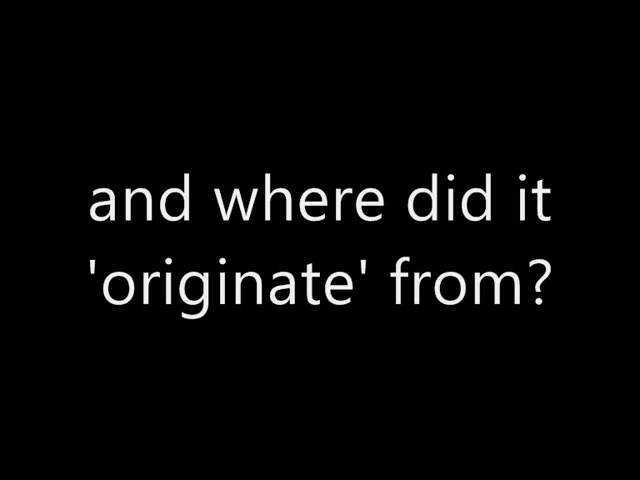 and where did it
'originate' from?